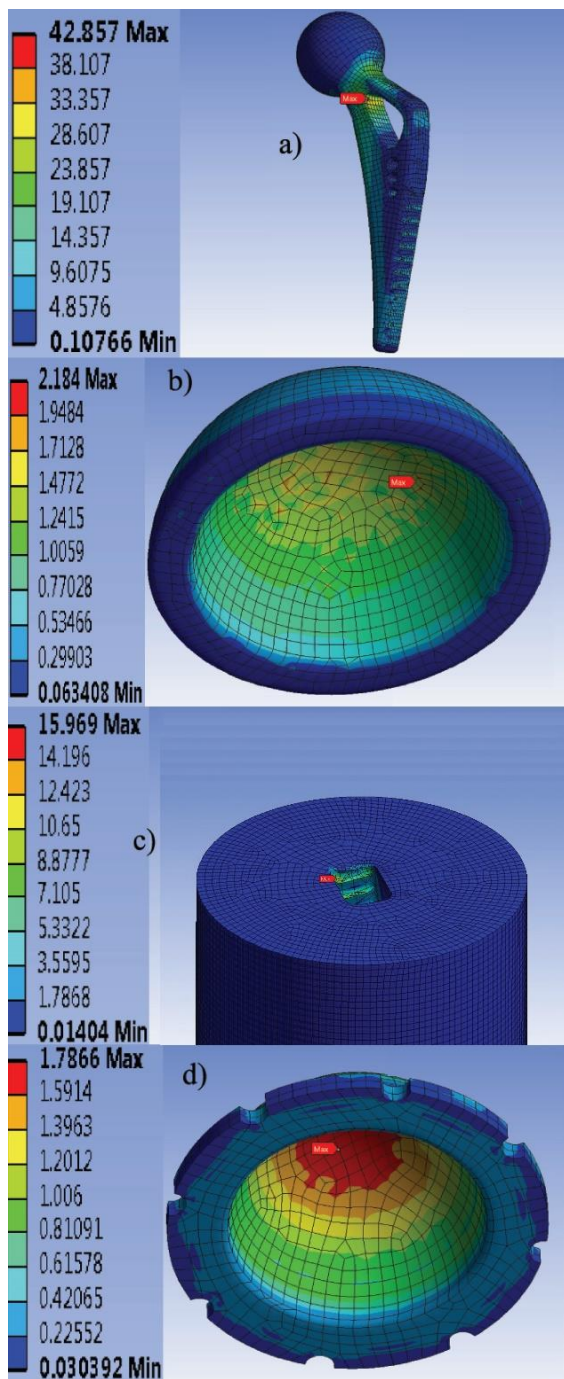 42.857 Max
38.107
33.357
28.607
23.857
19.107
14.357
9.6075
4.8576
0.10766 Min
Max
a)
2.184 Max
1.9484
1.7128
1.4772
1.2415
1.0059
0.77028
0.53466
0.29903
0.063408 Min
b)
Max
15.969 Max
14.196
12.423
10.65
8.8777
7.105
5.3322
3.5595
1.7868
0.01404 Min
c)
Max
1.7866 Max
1.5914
1.3963
1.2012
1.006
0.81091
0.61578
0.42065
0.22552
0.030392 Min
d)
Max